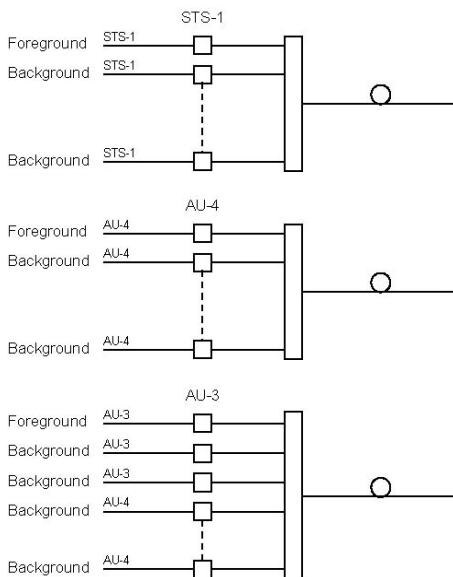 STS-1
Foreground STS-1
Background STS-1
Background STS-1
AU-4
Foreground AU-4
Background AU-4
Background AU-4
AU-3
Foreground AU-3
Background AU-3
Background AU-3
Background AU-4
Background AU-4